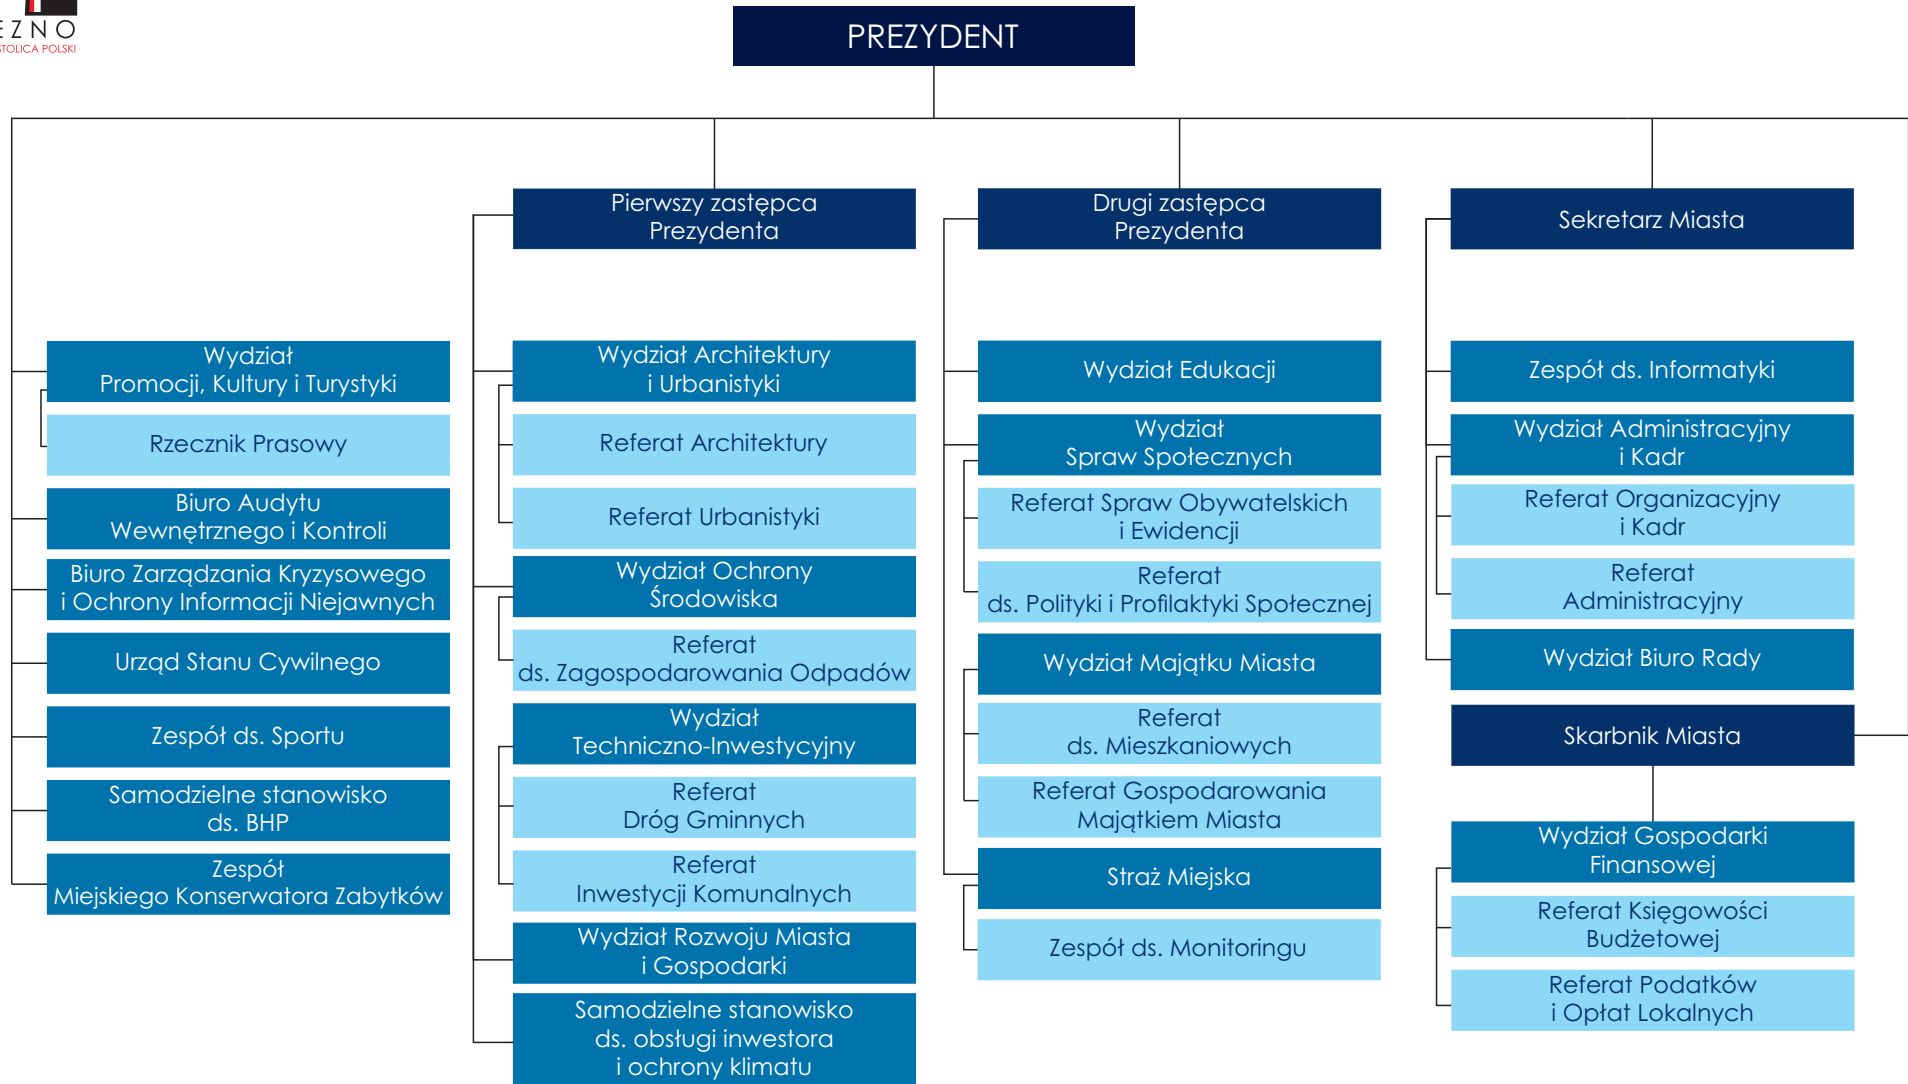 EZNO
STOLICA POLSKI
PREZYDENT
Pierwszy zastępca
Prezydenta
Drugi zastępca
Prezydenta
Sekretarz Miasta
Wydział
Promocji, Kultury i Turystyki
Rzecznik Prasowy
Biuro Audytu
Wewnętrznego i Kontroli
Biuro Zarządzania Kryzysowego
i Ochrony Informacji Niejawnych
Urząd Stanu Cywilnego
Zespół ds. Sportu
Samodzielne stanowisko
ds. BHP
Zespół
Miejskiego Konserwatora Zabytków
Wydział Architektury
i Urbanistyki
Referat Architektury
Referat Urbanistyki
Wydział Ochrony
Środowiska
Referat
ds. Zagospodarowania Odpadów
Wydział
Techniczno-Inwestycyjny
Referat
Dróg Gminnych
Referat
Inwestycji Komunalnych
Wydział Rozwoju Miasta
i Gospodarki
Samodzielne stanowisko
ds. obsługi inwestora
i ochrony klimatu
Wydział Edukacji
Wydział
Spraw Społecznych
Referat Spraw Obywatelskich
i Ewidencji
Referat
ds. Polityki i Profilaktyki Społecznej
Wydział Majątku Miasta
Referat
ds. Mieszkaniowych
Referat Gospodarowania
Majątkiem Miasta
Straż Miejska
Zespół ds. Monitoringu
Zespół ds. Informatyki
Wydział Administracyjny
i Kadr
Referat Organizacyjny
i Kadr
Referat
Administracyjny
Wydział Biuro Rady
Skarbnik Miasta
Wydział Gospodarki
Finansowej
Referat Księgowości
Budżetowej
Referat Podatków
i Opłat Lokalnych